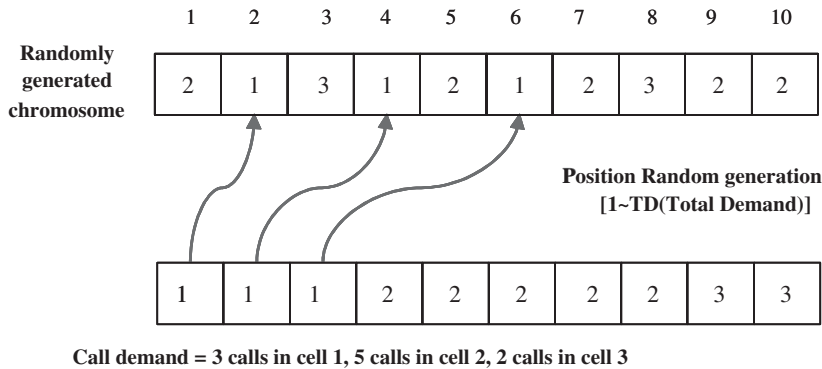 1 2 3 4 5 6 7 8 9 10
Randomly
generated
chromosome
2 1 3 1 2 1 2 3 2 2
Position Random generation
[1~TD(Total Demand)]
1 1 1 2 2 2 2 2 3 3
Call demand = 3 calls in cell 1, 5 calls in cell 2, 2 calls in cell 3